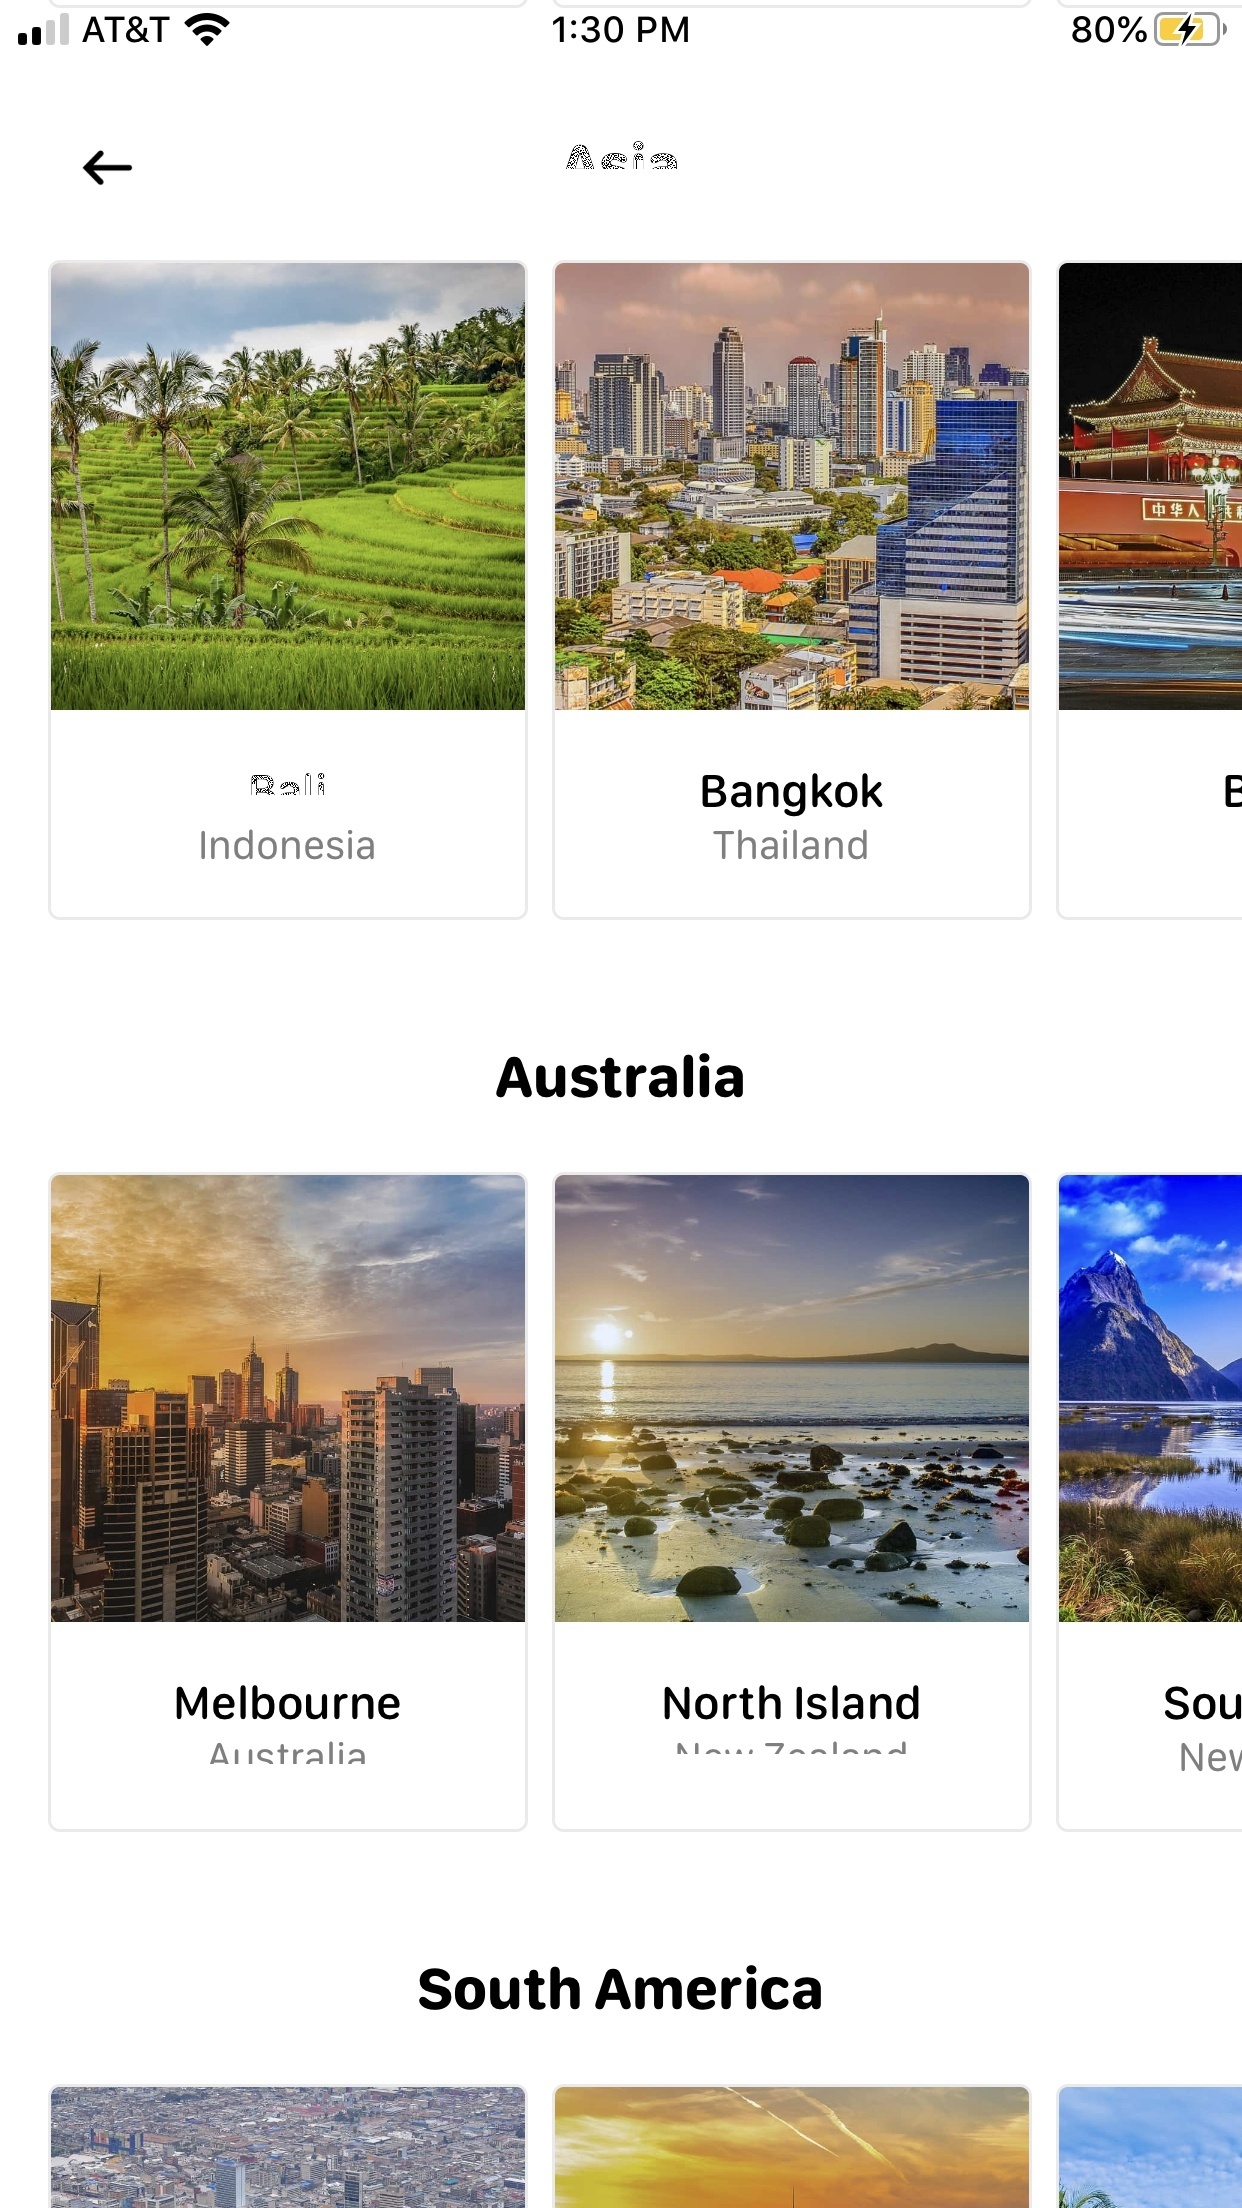 AT&T 1:30 PM 80%
Asia
中华人 共
Bali
Indonesia
Bangkok
Thailand
B
Australia
Melbourne
Australia
North Island
New Zealand
Sou
New
South America